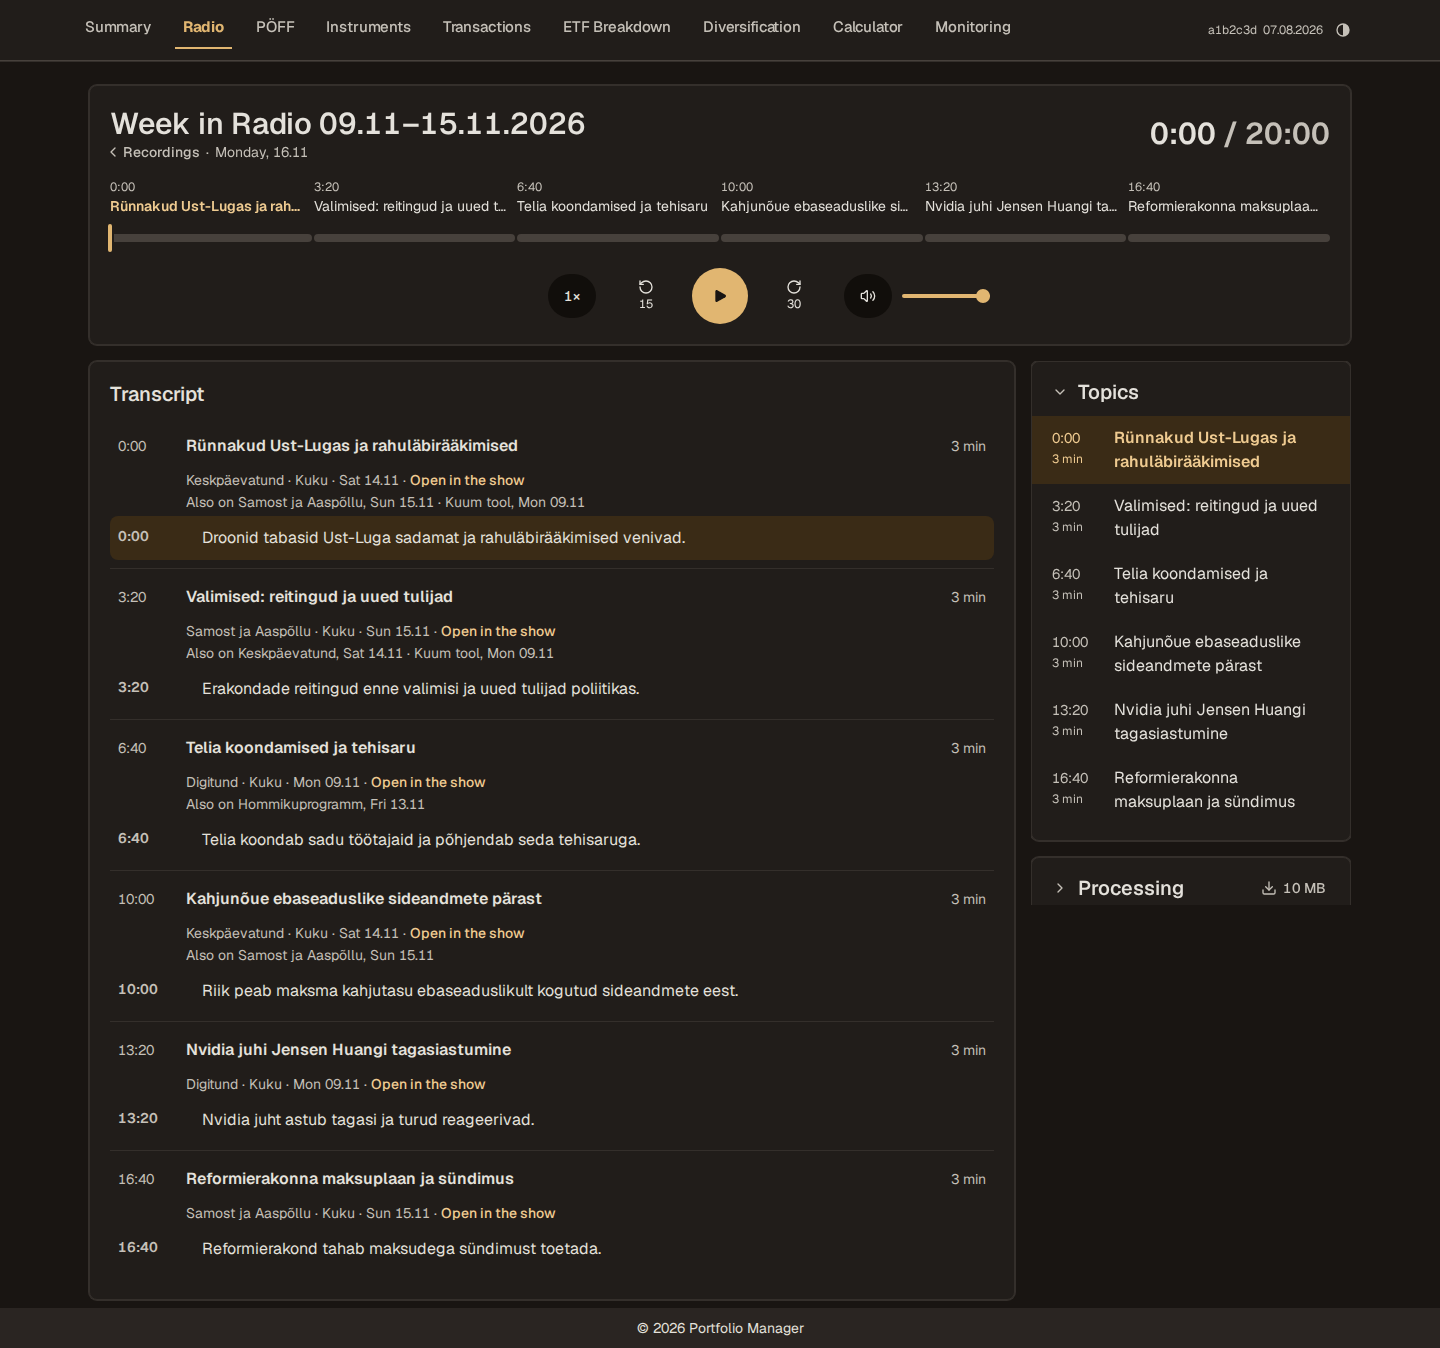 Summary Radio PÖFF Instruments Transactions ETF Breakdown Diversification Calculator Monitoring a1b2c3d 07.08.2026
Week in Radio 09.11–15.11.2026
0:00 / 20:00
Recordings · Monday, 16.11
0:00 3:20 6:40 10:00 13:20 16:40
Rünnakud Ust-Lugas ja rah… Valimised: reitingud ja uued t… Telia koondamised ja tehisaru Kahjunõue ebaseaduslike si… Nvidia juhi Jensen Huangi ta… Reformierakonna maksuplaa…
1×
15
30
Transcript
0:00 Rünnakud Ust-Lugas ja rahuläbirääkimised 3 min
Keskpäevatund · Kuku · Sat 14.11 · Open in the show
Also on Samost ja Aaspõllu, Sun 15.11 · Kuum tool, Mon 09.11
0:00 Droonid tabasid Ust-Luga sadamat ja rahuläbirääkimised venivad.
3:20 Valimised: reitingud ja uued tulijad 3 min
Samost ja Aaspõllu · Kuku · Sun 15.11 · Open in the show
Also on Keskpäevatund, Sat 14.11 · Kuum tool, Mon 09.11
3:20 Erakondade reitingud enne valimisi ja uued tulijad poliitikas.
6:40 Telia koondamised ja tehisaru 3 min
Digitund · Kuku · Mon 09.11 · Open in the show
Also on Hommikuprogramm, Fri 13.11
6:40 Telia koondab sadu töötajaid ja põhjendab seda tehisaruga.
10:00 Kahjunõue ebaseaduslike sideandmete pärast 3 min
Keskpäevatund · Kuku · Sat 14.11 · Open in the show
Also on Samost ja Aaspõllu, Sun 15.11
10:00 Riik peab maksma kahjutasu ebaseaduslikult kogutud sideandmete eest.
13:20 Nvidia juhi Jensen Huangi tagasiastumine 3 min
Digitund · Kuku · Mon 09.11 · Open in the show
13:20 Nvidia juht astub tagasi ja turud reageerivad.
16:40 Reformierakonna maksuplaan ja sündimus 3 min
Samost ja Aaspõllu · Kuku · Sun 15.11 · Open in the show
16:40 Reformierakond tahab maksudega sündimust toetada.
Topics
0:00 Rünnakud Ust-Lugas ja
3 min rahuläbirääkimised
3:20 Valimised: reitingud ja uued
3 min tulijad
6:40 Telia koondamised ja
3 min tehisaru
10:00 Kahjunõue ebaseaduslike
3 min sideandmete pärast
13:20 Nvidia juhi Jensen Huangi
3 min tagasiastumine
16:40 Reformierakonna
3 min maksuplaan ja sündimus
Processing 10 MB
© 2026 Portfolio Manager